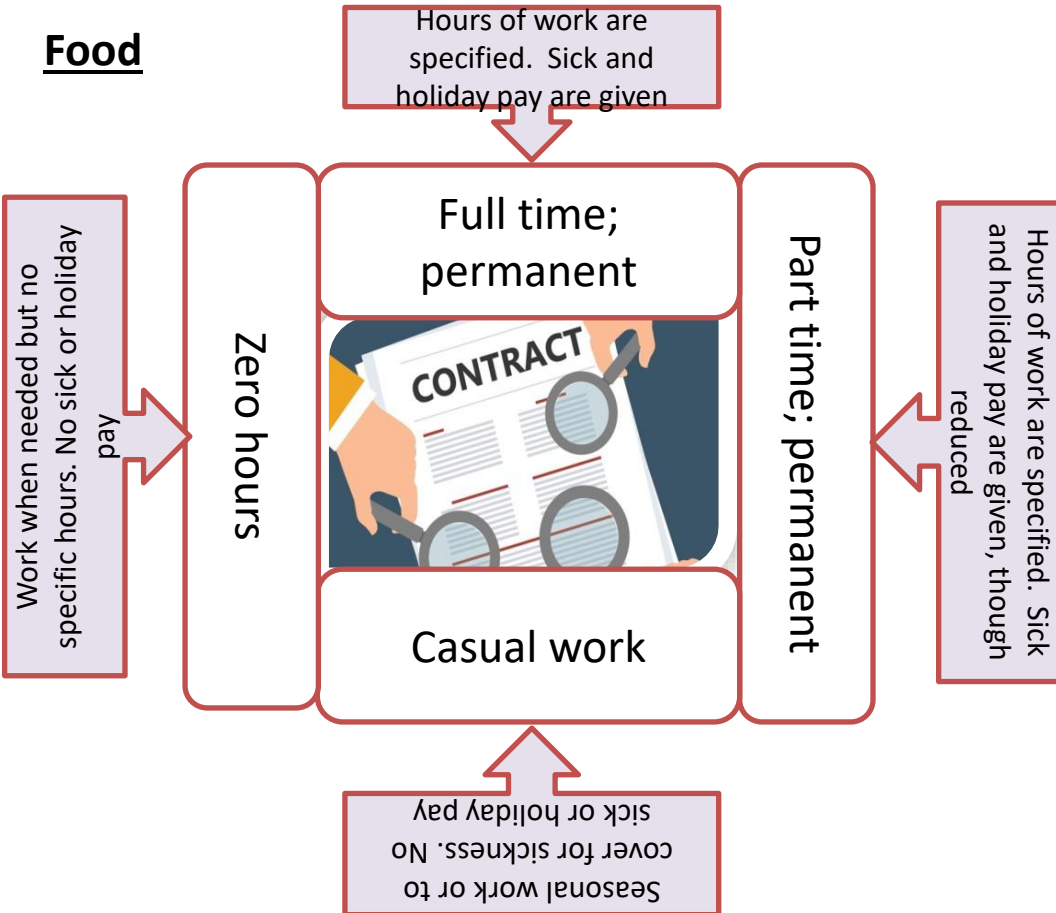 Food
Hours of work are
specified.  Sick and
holiday pay are given
Full time;
permanent
Work when needed but no
specific hours. No sick or holiday
pay
Zero hours
CONTRACT
Part time; permanent
Hours of work are specified.  Sick
and holiday pay are given, though
reduced
Casual work
Seasonal work or to
cover for sickness. No
sick or holiday pay